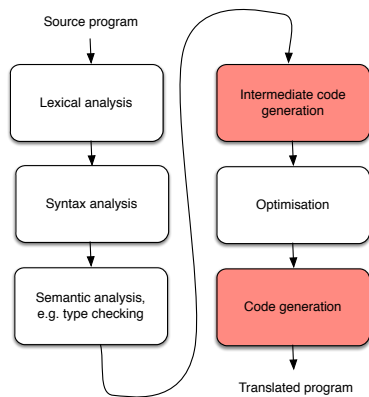 Source program
Lexical analysis
Syntax analysis
Semantic analysis,
e.g. type checking
Intermediate code
generation
Optimisation
Code generation
Translated program